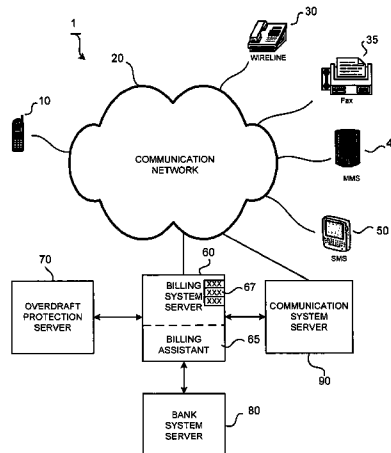 1
30
WIRELINE
20
35
Fax
10
COMMUNICATION
NETWORK
4
MMS
50
SMS
70
60
OVERDRAFT
PROTECTION
SERVER
BILLING
SYSTEM
SERVER
XXX
XXX
XXX
67
BILLING
ASSISTANT
65
COMMUNICATION
SYSTEM
SERVER
90
BANK
SYSTEM
SERVER
80